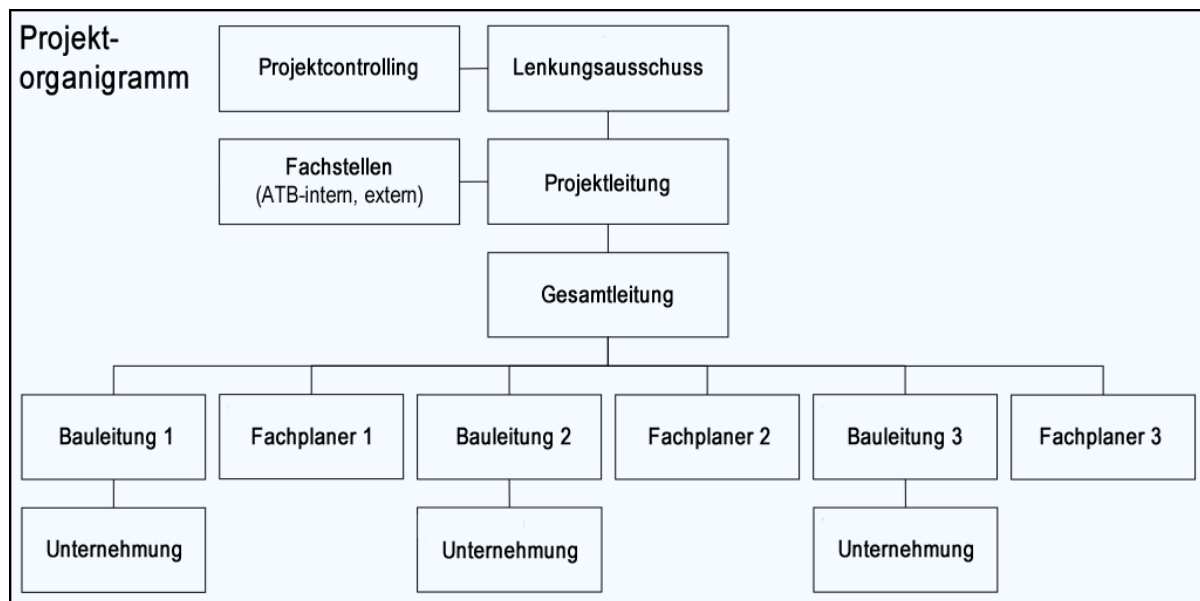 Projekt-
organigramm
Projektcontrolling
Lenkungsausschuss
Fachstellen
(ATB-intern, extern)
Projektleitung
Gesamtleitung
Bauleitung 1
Fachplaner 1
Bauleitung 2
Fachplaner 2
Bauleitung 3
Fachplaner 3
Unternehmung
Unternehmung
Unternehmung